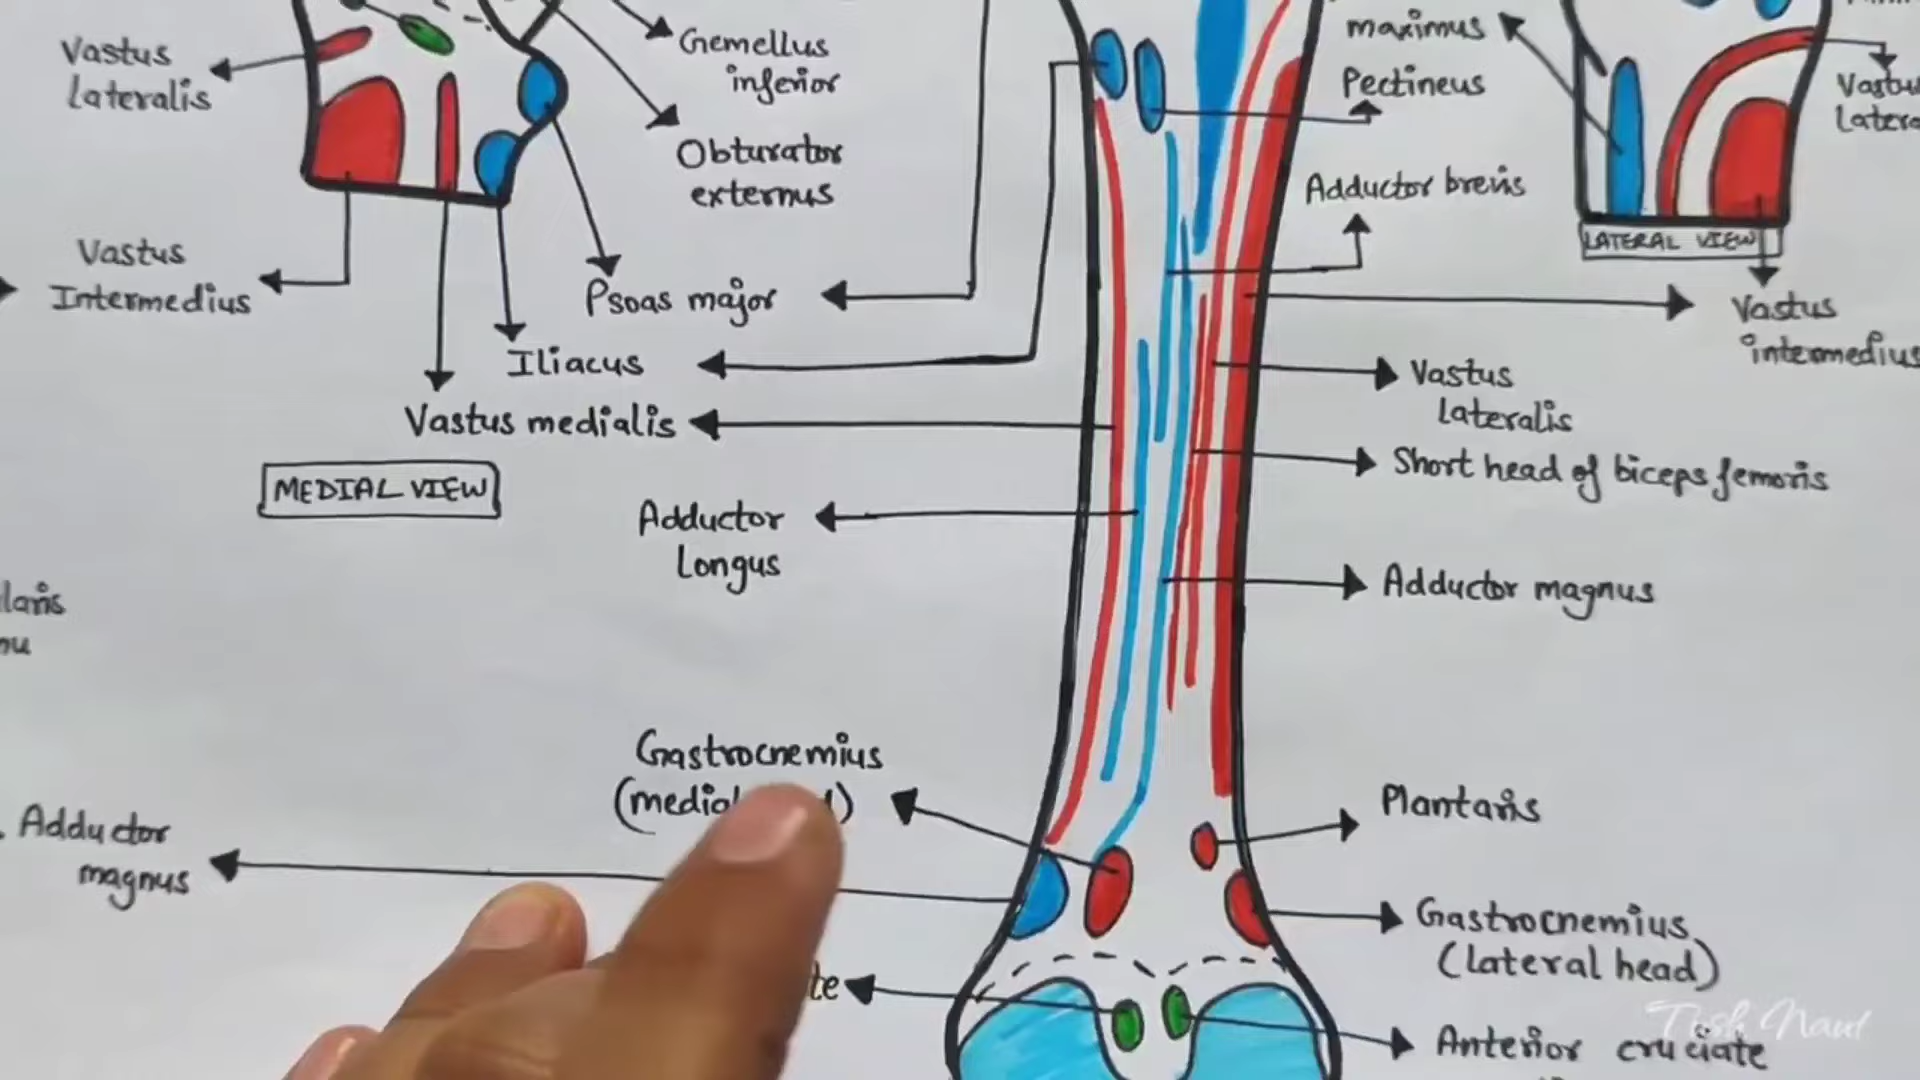 Vastus
lateralis
Gemellus
inferior
Obturator
externus
Vastus
Intermedius
Psoas major
Iliacus
Vastus medialis
MEDIAL VIEW
Adductor
Longus
Gastrocnemius
(medial
Adductor
magnus
maximus
Pectineus
Adductor brevis
LATERAL VIEW
Vastus
intermedius
Vastus
lateralis
Short head of biceps femoris
Adductor magnus
Plantaris
Gastrocnemius
(lateral head)
Anterior cruciate